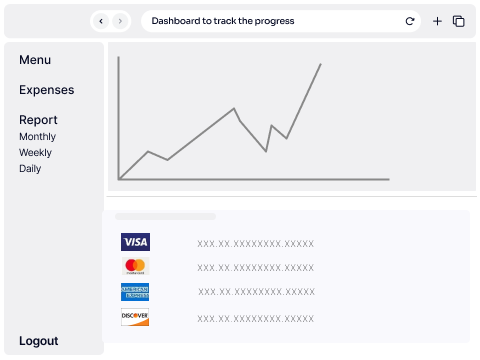 Dashboard to track the progress
Menu
Expenses
Report
Monthly
Weekly
Daily
Logout
VISA
XXX.XX.XXXXXXXX.XXXXX
mastercard
XXX.XX.XXXXXXXX.XXXXX
AMERICAN
EXPRESS
XXX.XX.XXXXXXXX.XXXXX
DISCOVER
XXX.XX.XXXXXXXX.XXXXX